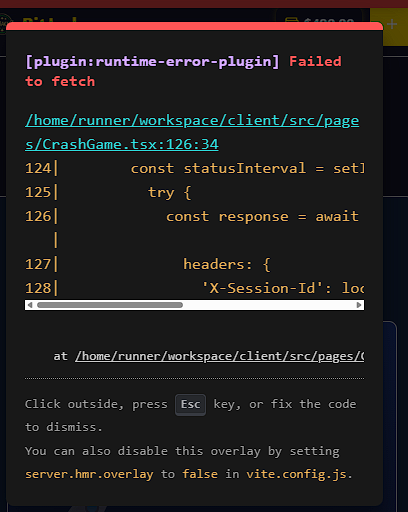 [plugin:runtime-error-plugin] Failed
to fetch
/home/runner/workspace/client/src/page
s/CrashGame.tsx:126:34
124|        const statusInterval = setI
125|          try {
126|            const response = await
|
127|              headers: {
128|                'X-Session-Id': loc
at /home/runner/workspace/client/src/pages/C
Click outside, press Esc key, or fix the code
to dismiss.
You can also disable this overlay by setting
server.hmr.overlay to false in vite.config.js.